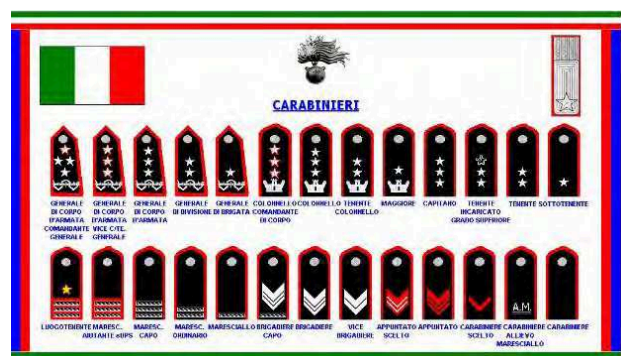 CARABINIERI
GENERALE DI CORPO D'ARMATA COMANDANTE GENERALE
GENERALE DI CORPO D'ARMATA VICE C/TE. GENERALE
GENERALE DI CORPO D'ARMATA
GENERALE DI DIVISIONE
GENERALE DI BRIGATA
COLONNELLO COMANDANTE DI CORPO
COLONNELLO
TENENTE COLONNELLO
MAGGIORE
CAPITANO
TENENTE INCARICATO GRADO SUPERIORE
TENENTE
SOTTOTENENTE
LUOGOTENENTE
MARESC. AIUTANTE sUPS
MARESC. CAPO
MARESC. ORDINARIO
MARESCIALLO
BRIGADIERE CAPO
BRIGADIERE
VICE BRIGADIERE
APPUNTATO SCELTO
APPUNTATO
CARABINIERE SCELTO
A.M.
CARABINIERE ALLIEVO MARESCIALLO
CARABINIERE